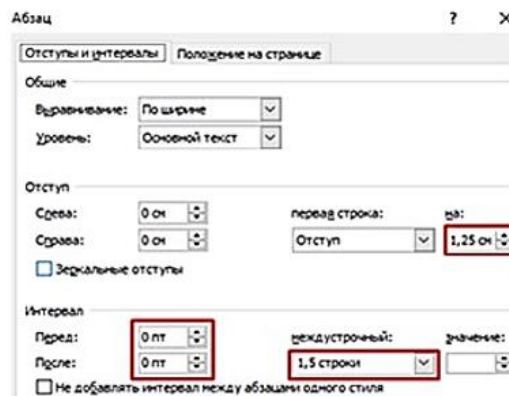 Абзац ? ✕
Отступы и интервалы Положение на странице
Общие
Выравнивание: По ширине
Уровень: Основной текст
Отступ
Слева: 0 см первая строка: на:
Справа: 0 см Отступ 1,25 см
Зеркальные отступы
Интервал
Перед: 0 пт междустрочный: значение:
После: 0 пт 1,5 строки
Не добавлять интервал между абзацами одного стиля